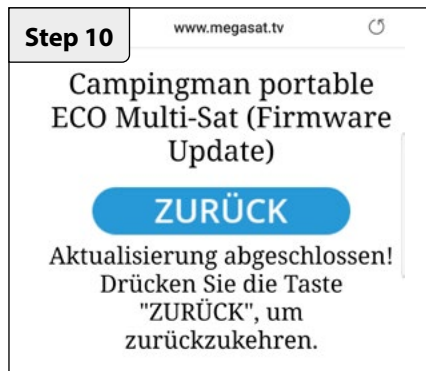 Step 10
www.megasat.tv
Campingman portable
ECO Multi-Sat (Firmware
Update)
ZURÜCK
Aktualisierung abgeschlossen!
Drücken Sie die Taste
"ZURÜCK", um
zurückzukehren.